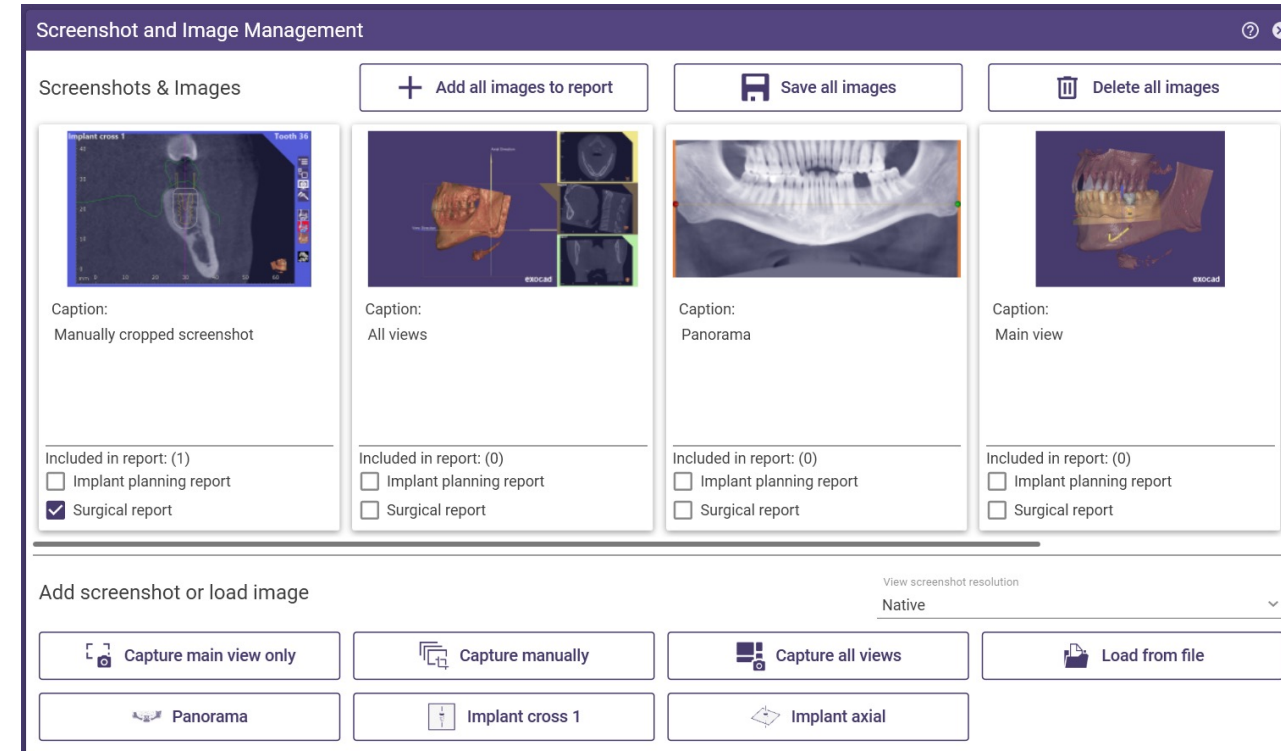 Screenshot and Image Management
Screenshots & Images
Add all images to report
Save all images
Delete all images
Implant cross 1
Tooth 36
exocad
exocad
Caption:
Manually cropped screenshot
Caption:
All views
Caption:
Panorama
Caption:
Main view
Included in report: (1)
Implant planning report
Surgical report
Included in report: (0)
Implant planning report
Surgical report
Included in report: (0)
Implant planning report
Surgical report
Included in report: (0)
Implant planning report
Surgical report
Add screenshot or load image
View screenshot resolution
Native
Capture main view only
Capture manually
Capture all views
Load from file
Panorama
Implant cross 1
Implant axial